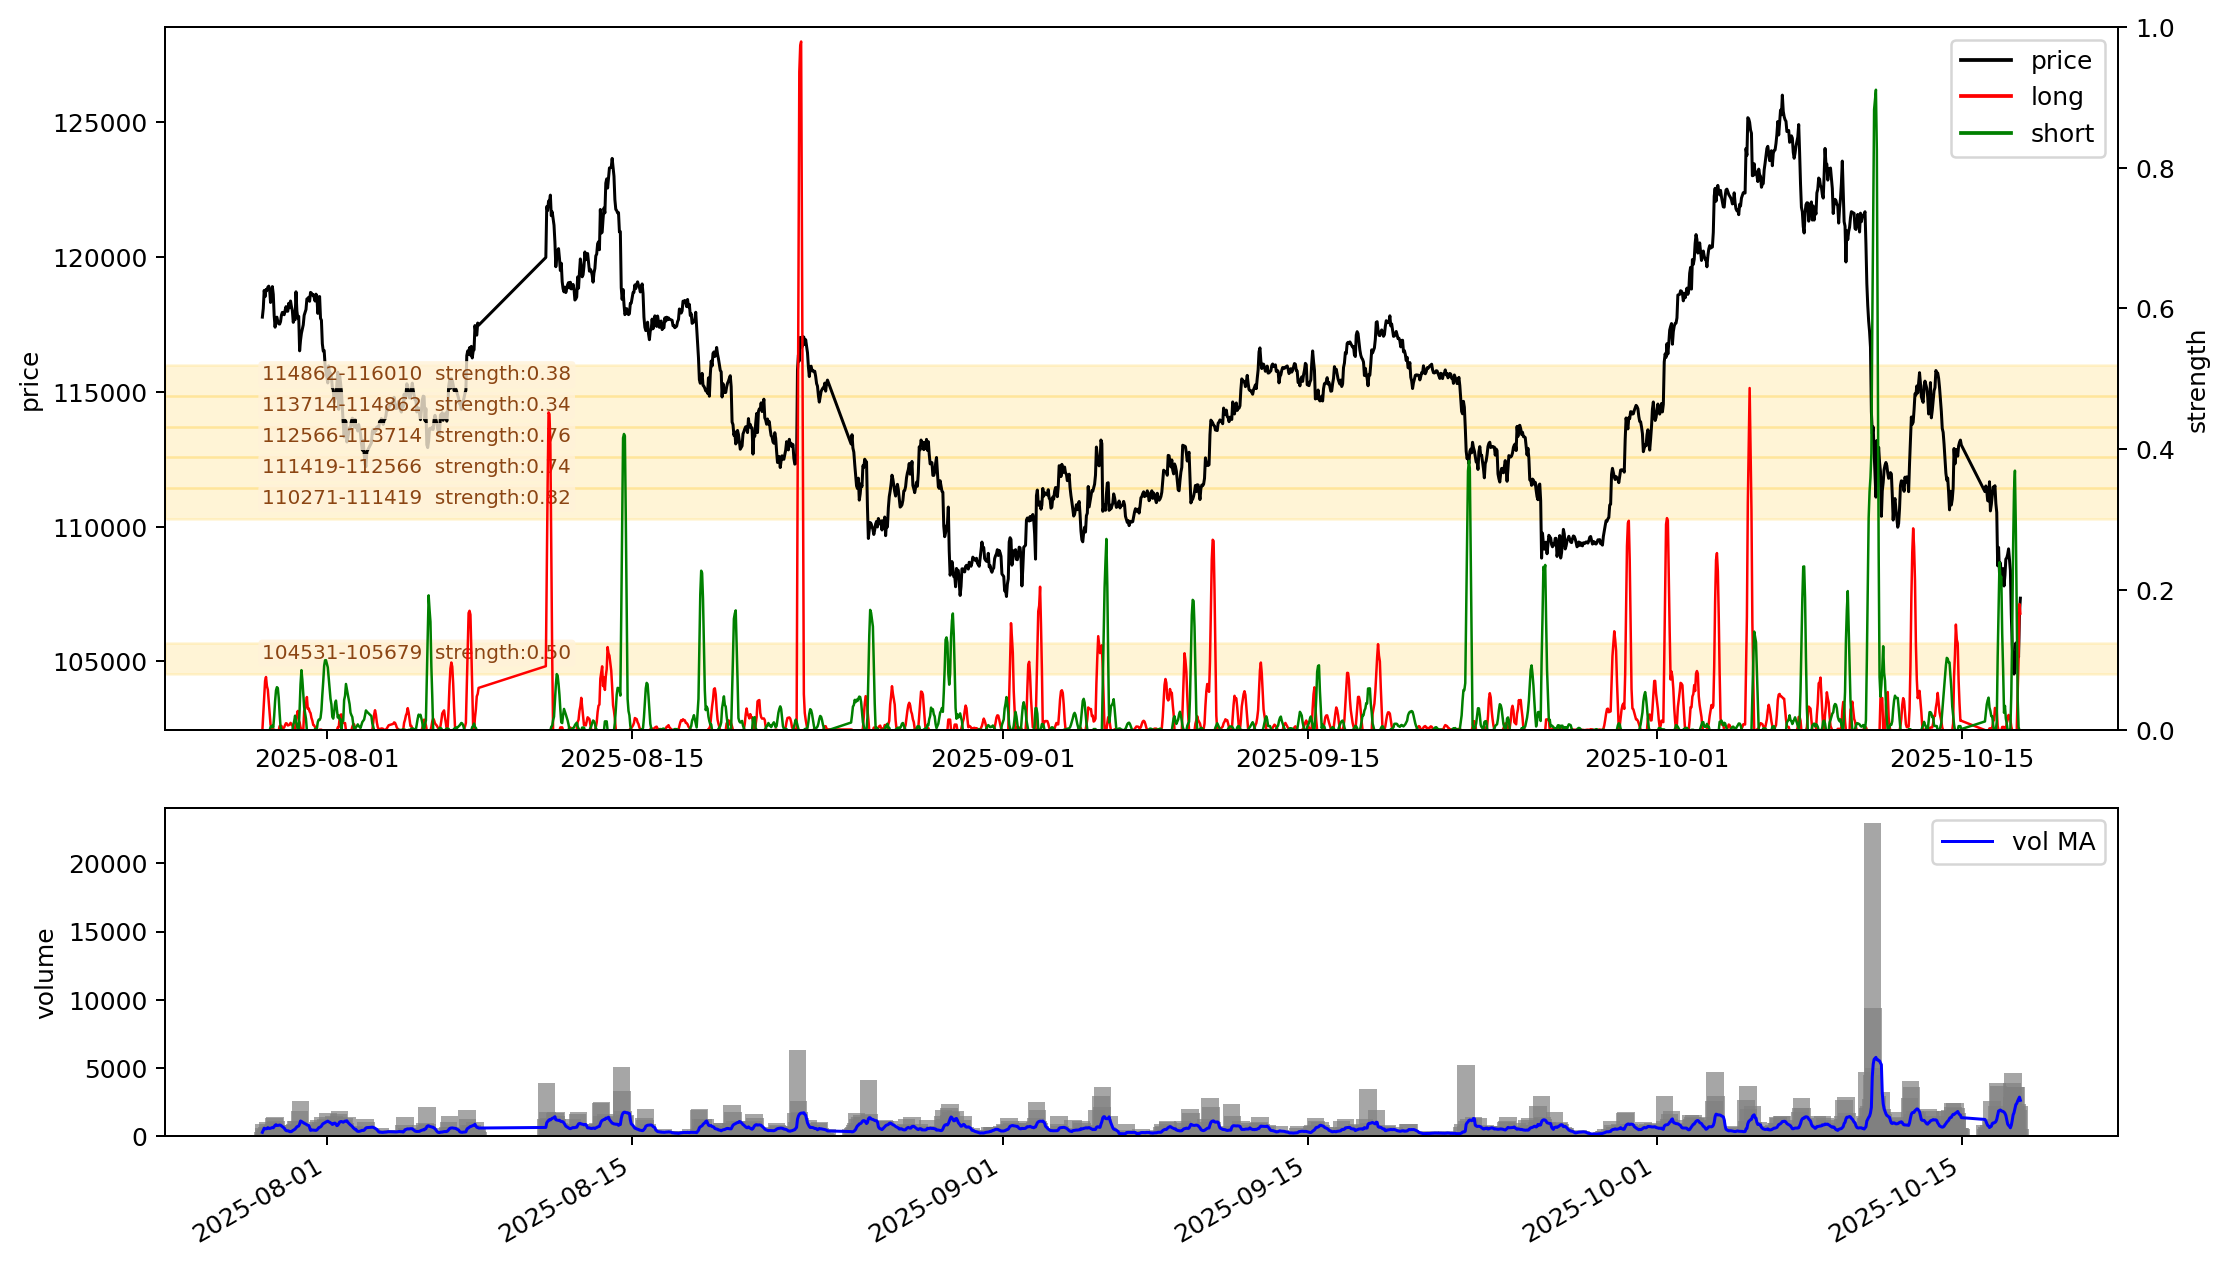 125000
120000
115000
110000
105000
price
1.0
0.8
0.6
0.4
0.2
0.0
strength
price
long
short
114862-116010 strength:0.38
113714-114862 strength:0.34
112566-113714 strength:0.76
111419-112566 strength:0.74
110271-111419 strength:0.82
104531-105679 strength:0.50
2025-08-01
2025-08-15
2025-09-01
2025-09-15
2025-10-01
2025-10-15
20000
15000
10000
5000
0
volume
vol MA
2025-08-01
2025-08-15
2025-09-01
2025-09-15
2025-10-01
2025-10-15